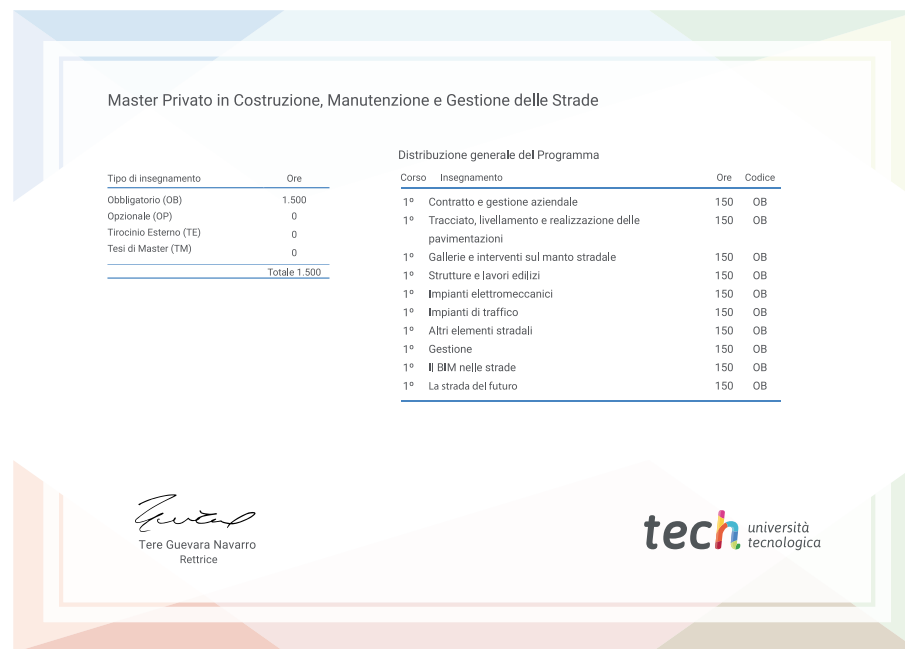 Master Privato in Costruzione, Manutenzione e Gestione delle Strade
Tipo di insegnamento Ore
Obbligatorio (OB) 1.500
Opzionale (OP) 0
Tirocinio Esterno (TE) 0
Tesi di Master (TM) 0
Totale 1.500
Distribuzione generale del Programma
Corso Insegnamento Ore Codice
1º Contratto e gestione aziendale 150 OB
1º Tracciato, livellamento e realizzazione delle 150 OB
pavimentazioni
1º Gallerie e interventi sul manto stradale 150 OB
1º Strutture e lavori edilizi 150 OB
1º Impianti elettromeccanici 150 OB
1º Impianti di traffico 150 OB
1º Altri elementi stradali 150 OB
1º Gestione 150 OB
1º Il BIM nelle strade 150 OB
1º La strada del futuro 150 OB
Tere Guevara Navarro
Rettrice
tech università
tecnologica